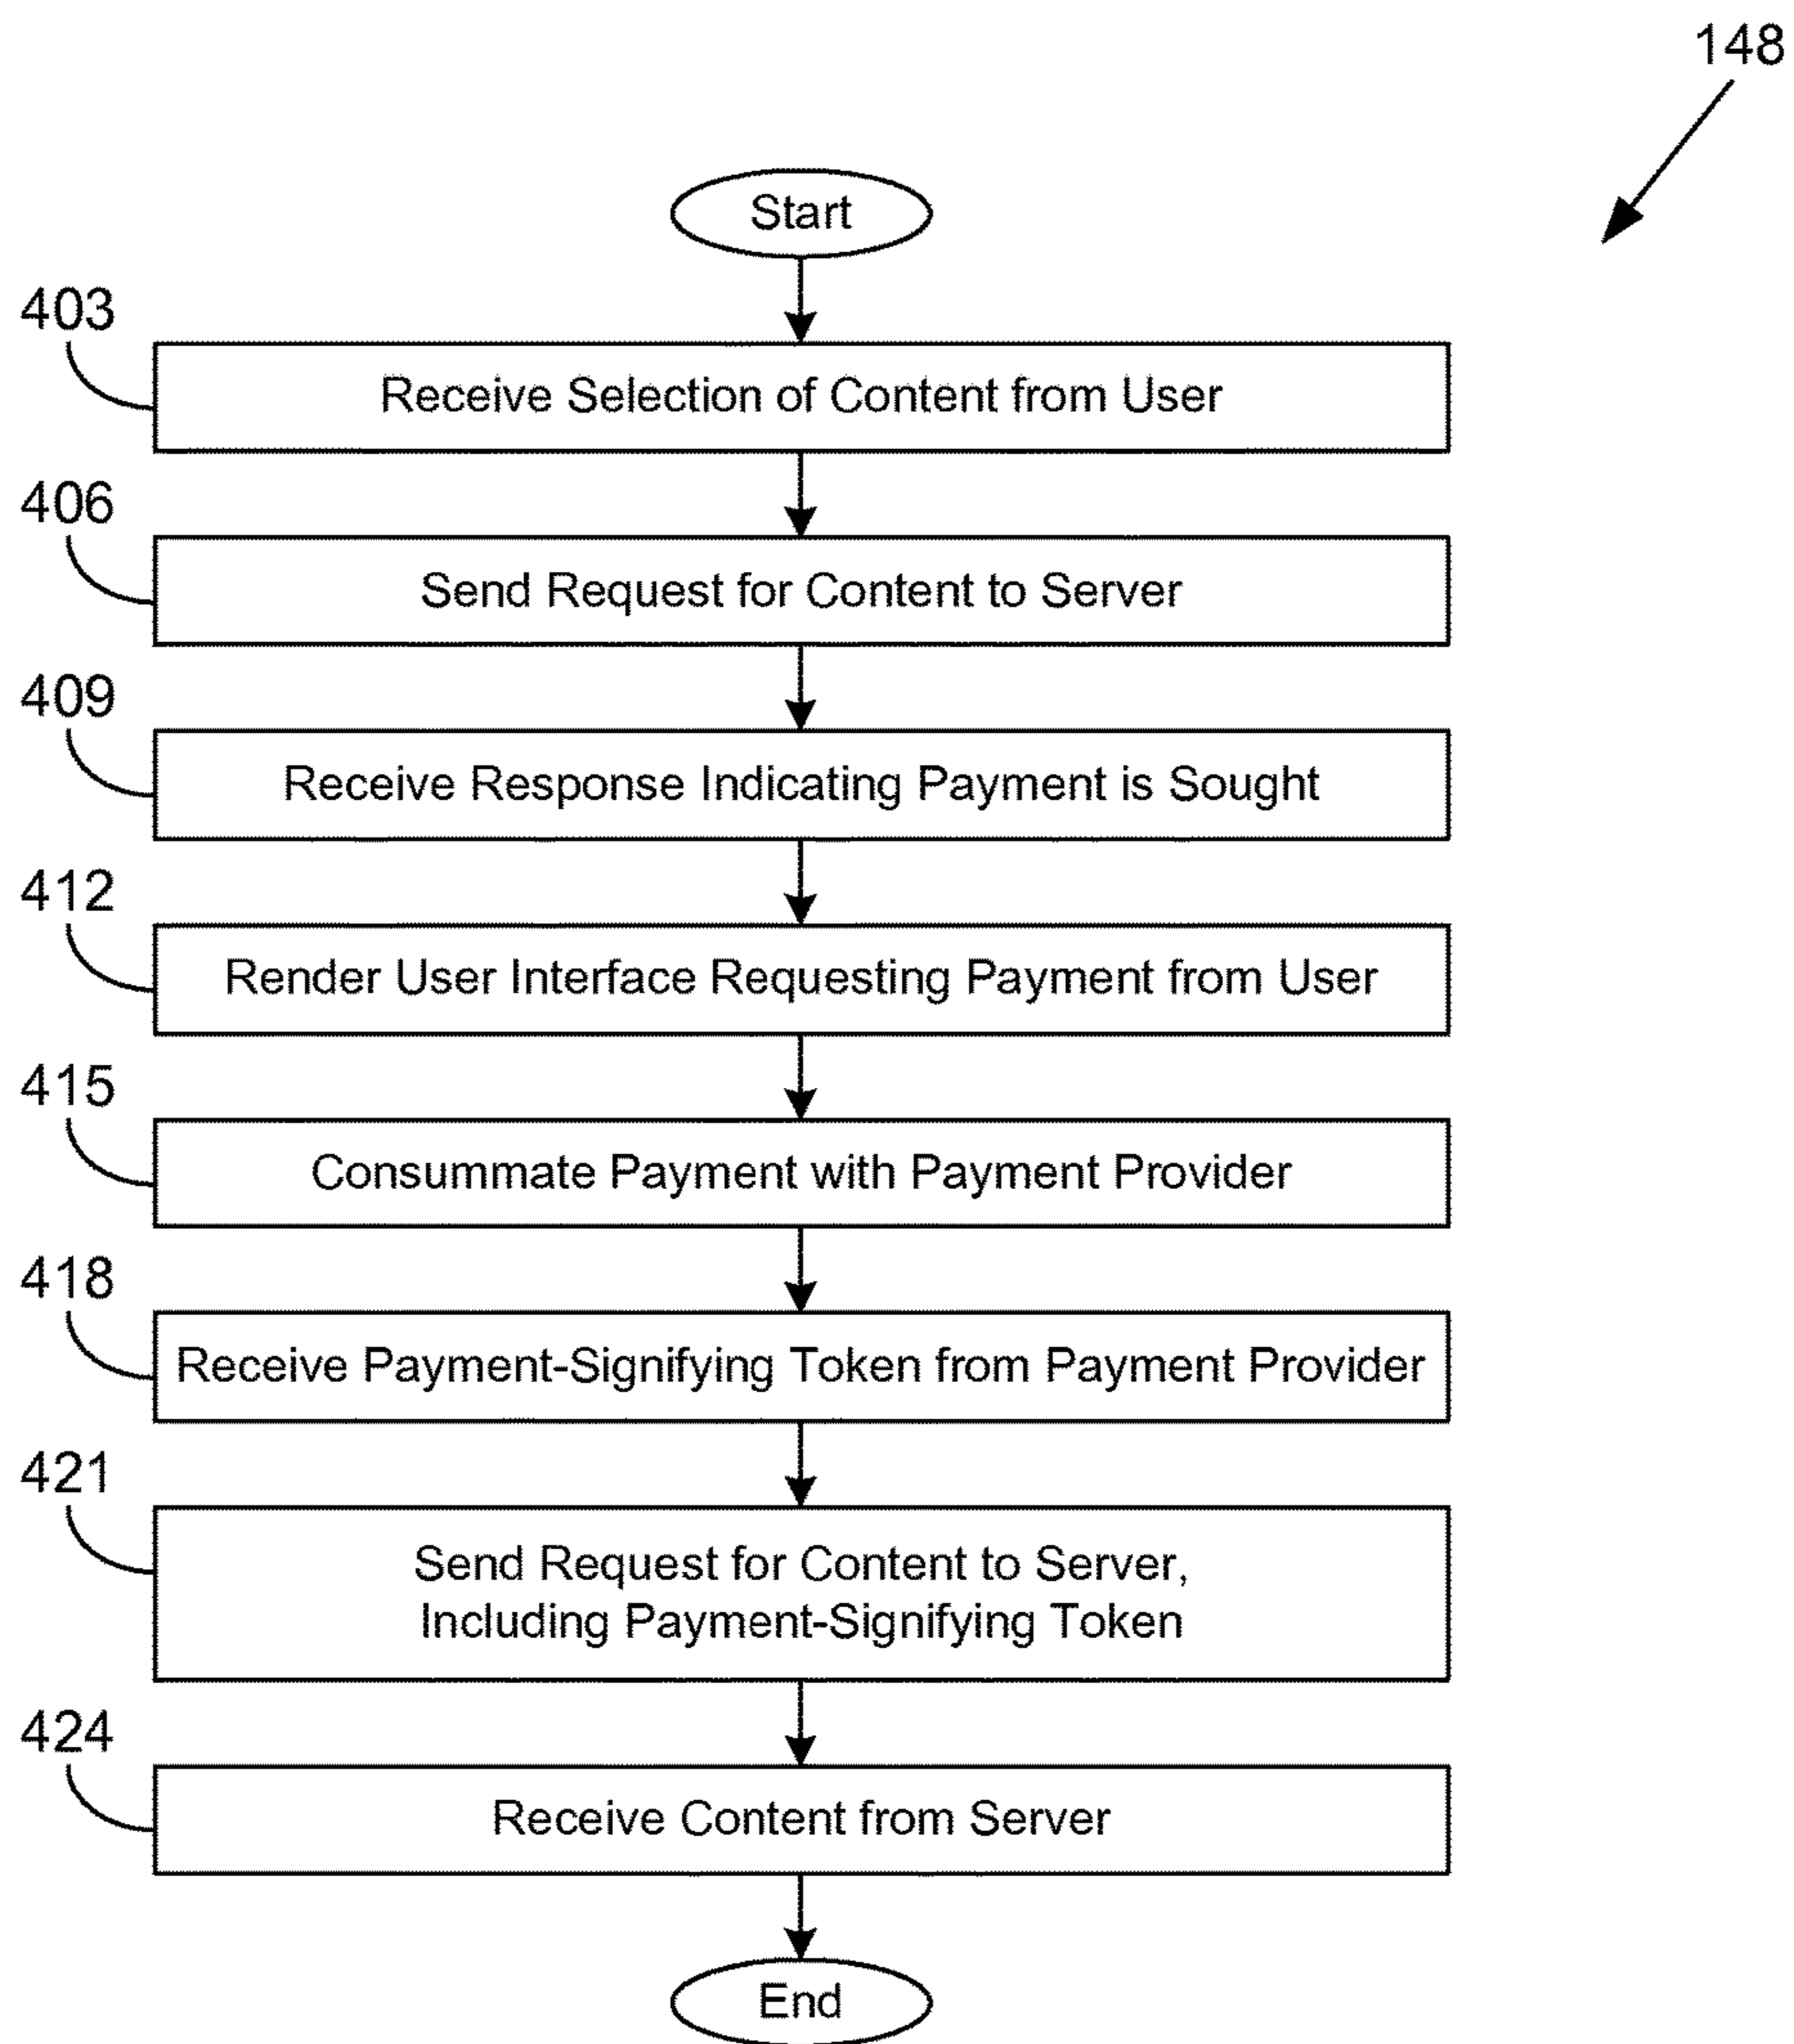 148
Start
403
Receive Selection of Content from User
406
Send Request for Content to Server
409
Receive Response Indicating Payment is Sought
412
Render User Interface Requesting Payment from User
415
Consummate Payment with Payment Provider
418
Receive Payment-Signifying Token from Payment Provider
421
Send Request for Content to Server,
Including Payment-Signifying Token
424
Receive Content from Server
End